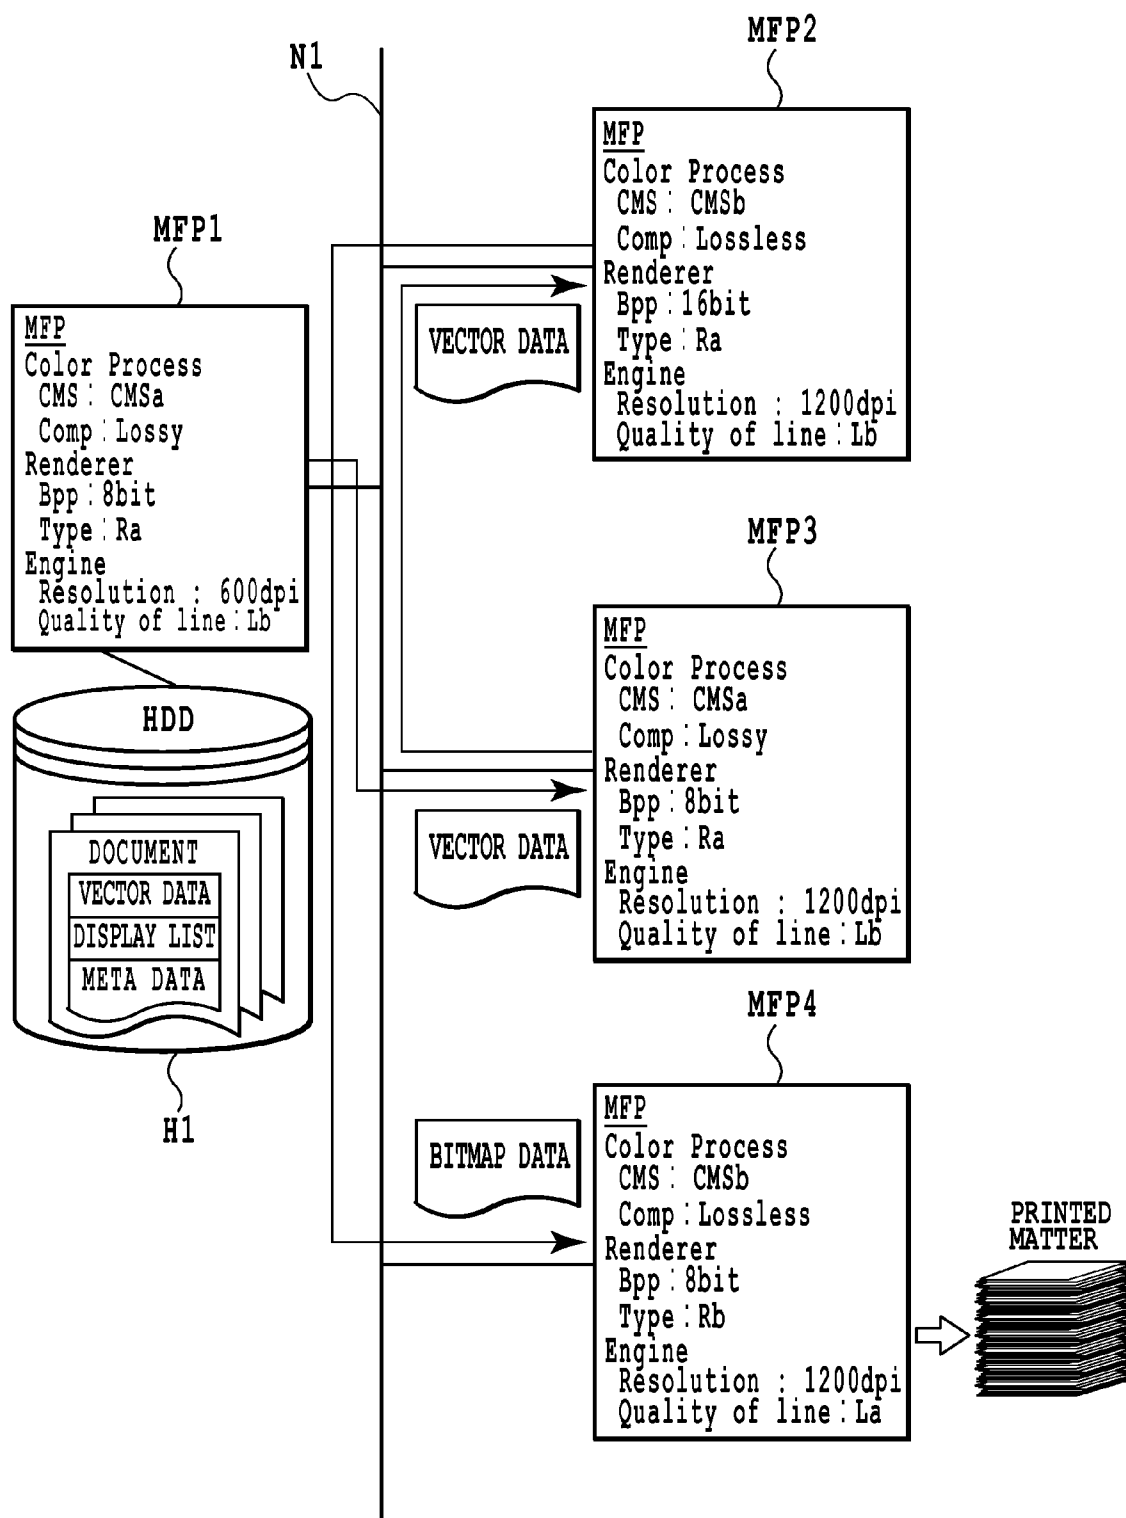 N1
MFP1
MFP
Color Process
CMS : CMSa
Comp : Lossy
Renderer
Bpp : 8bit
Type : Ra
Engine
Resolution : 600dpi
Quality of line : Lb
HDD
DOCUMENT
VECTOR DATA
DISPLAY LIST
META DATA
H1
MFP2
MFP
Color Process
CMS : CMSb
Comp : Lossless
Renderer
Bpp : 16bit
Type : Ra
Engine
Resolution : 1200dpi
Quality of line : Lb
VECTOR DATA
MFP3
MFP
Color Process
CMS : CMSa
Comp : Lossy
Renderer
Bpp : 8bit
Type : Ra
Engine
Resolution : 1200dpi
Quality of line : Lb
VECTOR DATA
MFP4
MFP
Color Process
CMS : CMSb
Comp : Lossless
Renderer
Bpp : 8bit
Type : Rb
Engine
Resolution : 1200dpi
Quality of line : La
BITMAP DATA
PRINTED
MATTER